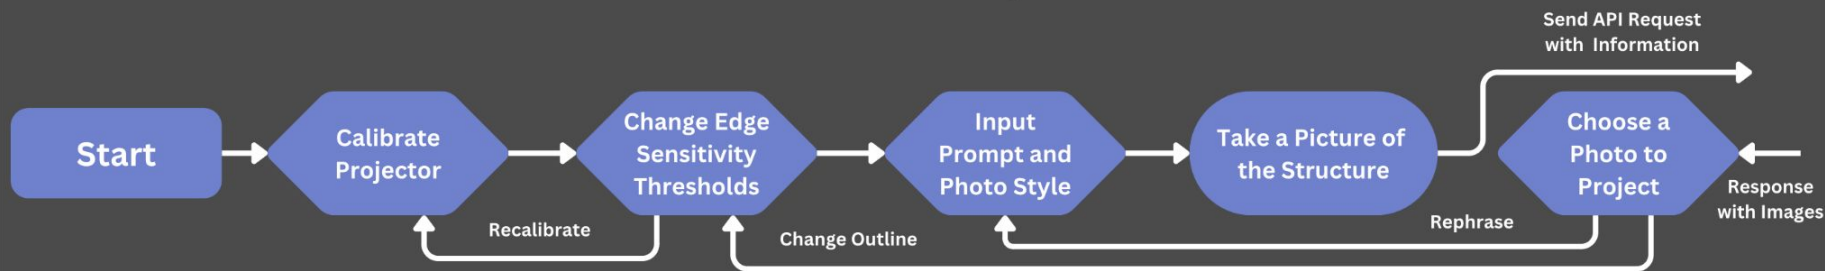 Send API Request
with Information
Start
Calibrate
Projector
Change Edge
Sensitivity
Thresholds
Input
Prompt and
Photo Style
Take a Picture of
the Structure
Choose a
Photo to
Project
Response
with Images
Recalibrate
Change Outline
Rephrase